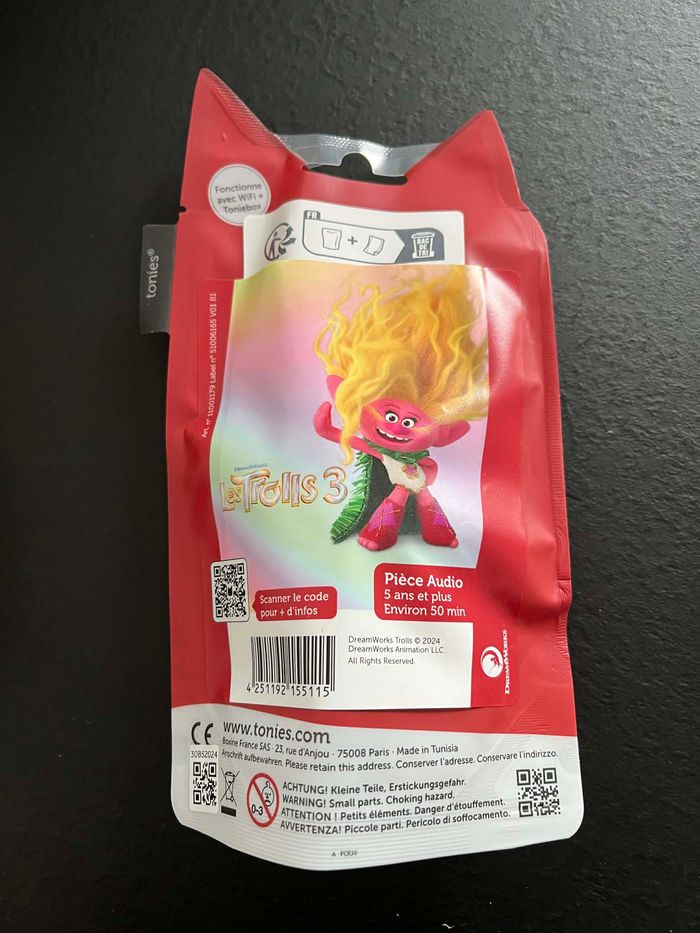 Fonctionne
avec WiFi +
Toniebox
tonies®
FR
+
BAC
DE
TRI
Art. n° 11001179 Label n° 51006165 V01 B1
DreamWorks
Les Trolls 3
Scanner le code
pour + d'infos
Pièce Audio
5 ans et plus
Environ 50 min
4 251192 155115
DreamWorks Trolls © 2024
DreamWorks Animation LLC.
All Rights Reserved.
DREAMWORKS
CE
www.tonies.com
Boxine France SAS · 23, rue d'Anjou · 75008 Paris · Made in Tunisia
Anschrift aufbewahren. Please retain this address. Conserver l'adresse. Conservare l'indirizzo.
30BS2024
0-3
ACHTUNG! Kleine Teile, Erstickungsgefahr.
WARNING! Small parts. Choking hazard.
ATTENTION ! Petits éléments. Danger d'étouffement.
AVVERTENZA! Piccole parti. Pericolo di soffocamento.
A PCR30